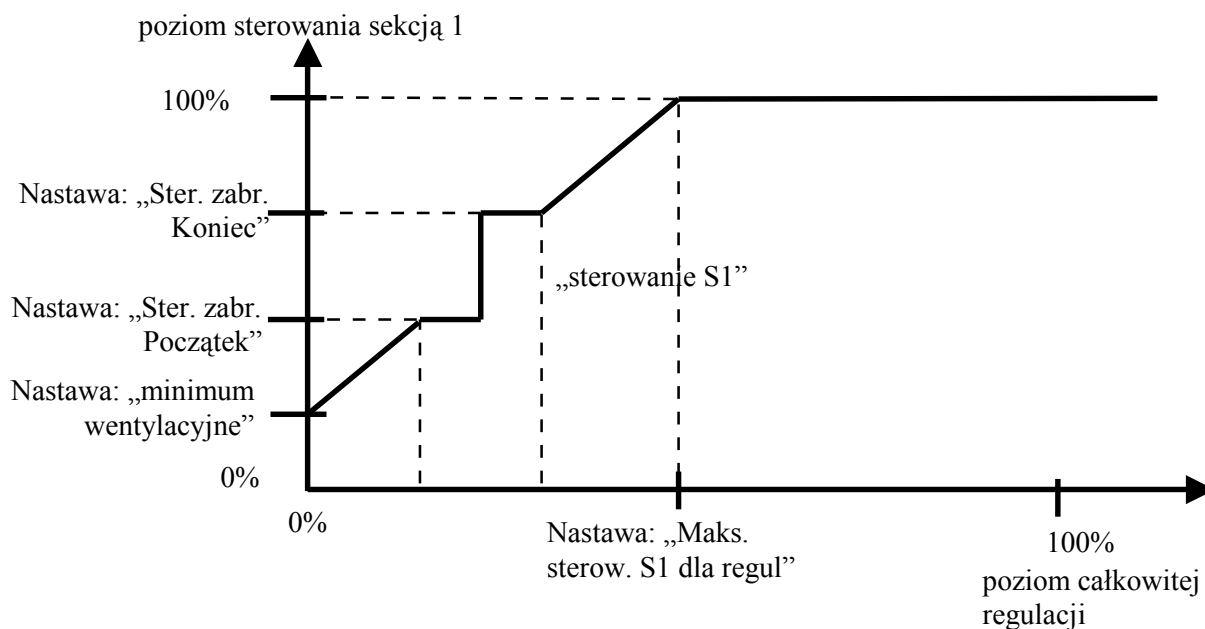 poziom sterowania sekcją 1
100%
Nastawa: „Ster. zabr.
Koniec”
„sterowanie S1”
Nastawa: „Ster. zabr.
Początek”
Nastawa: „minimum
wentylacyjne”
0%
0%
Nastawa: „Maks.
sterow. S1 dla regul”
100%
poziom całkowitej
regulacji